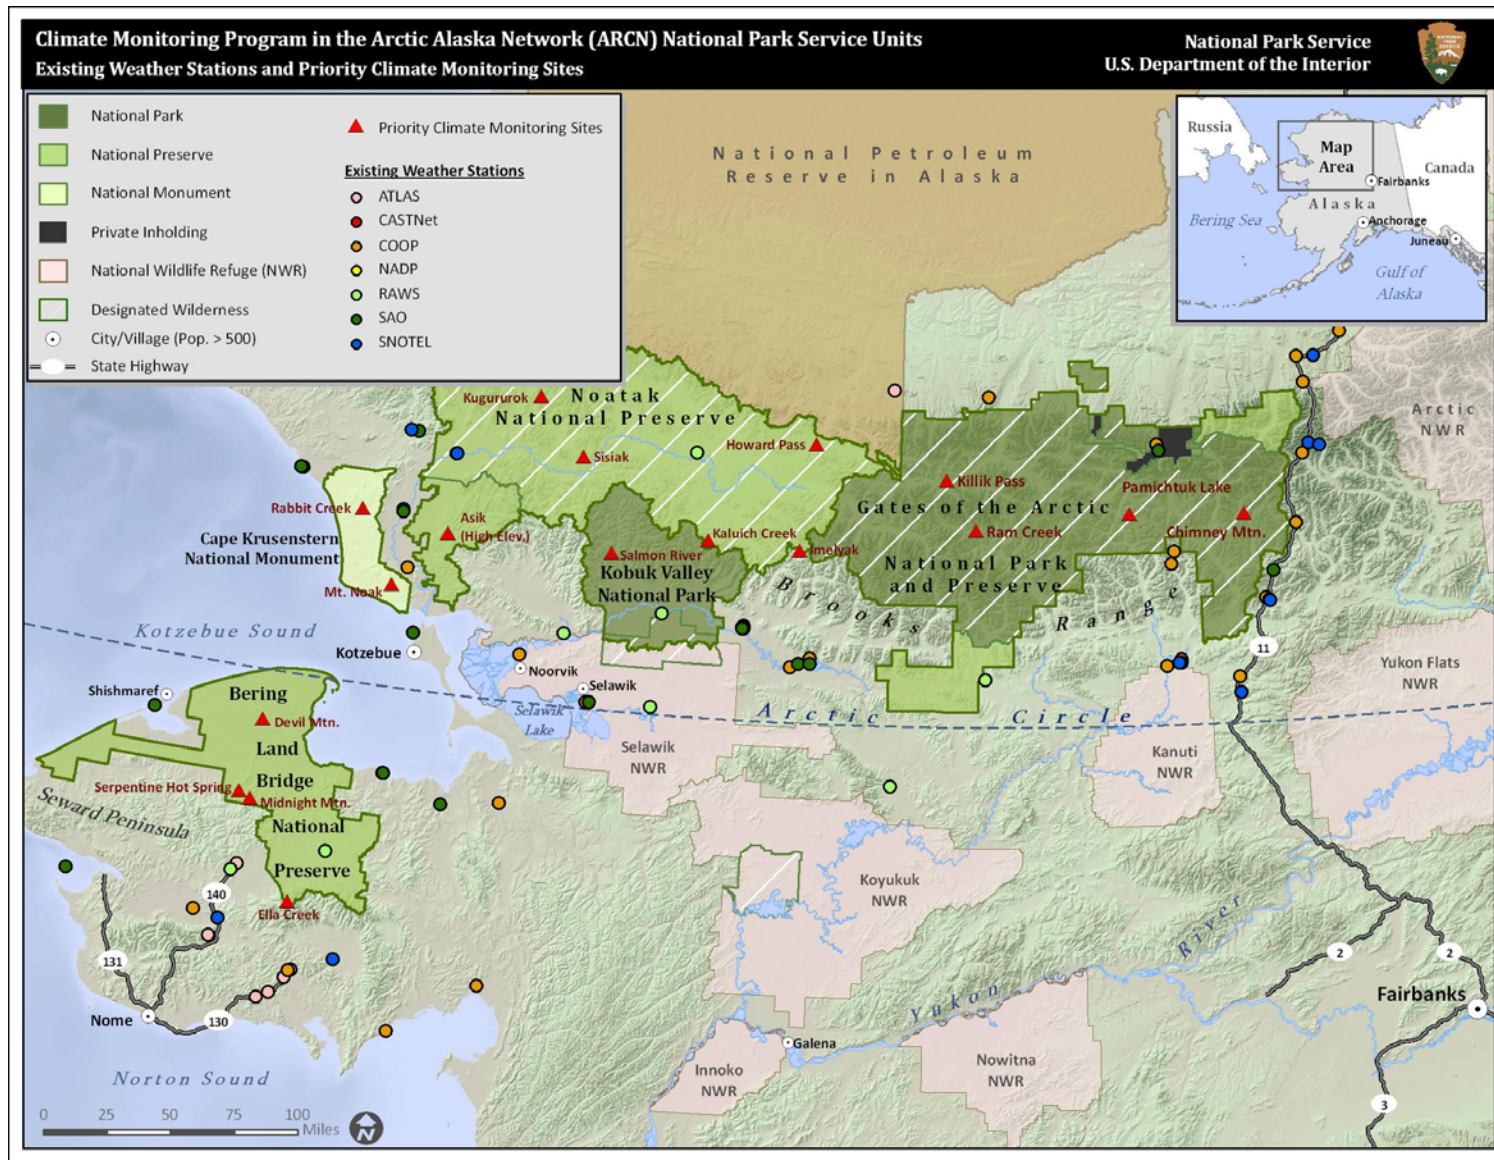 Climate Monitoring Program in the Arctic Alaska Network (ARCN) National Park Service Units
Existing Weather Stations and Priority Climate Monitoring Sites
National Park Service
U.S. Department of the Interior
National Park
National Preserve
National Monument
Private Inholding
National Wildlife Refuge (NWR)
Designated Wilderness
City/Village (Pop. > 500)
State Highway
Priority Climate Monitoring Sites
Existing Weather Stations
ATLAS
CASTNet
COOP
NADP
RAWS
SAO
SNOTEL
National Petroleum
Reserve in Alaska
Russia
Map
Area
Canada
Fairbanks
Alaska
Bering Sea
Anchorage
Juneau
Gulf of
Alaska
Kugururok
Noatak
National Preserve
Howard Pass
Sisiak
Arctic
NWR
Killik Pass
Pamichtuk Lake
Gates of the Arctic
Rabbit Creek
Asik
(High Elev.)
Kaluich Creek
Ram Creek
Chimney Mtn.
Cape Krusenstern
National Monument
Salmon River
Imelyak
Kobuk Valley
National Park
National Park
and Preserve
Mt. Noak
Brooks
Range
Kotzebue Sound
Kotzebue
Noorvik
Selawik
11
Yukon Flats
NWR
Shishmaref
Bering
Devil Mtn.
Selawik
Lake
Arctic
Circle
Land
Selawik
NWR
Kanuti
NWR
Bridge
Serpentine Hot Spring
Midnight Mtn.
Seward Peninsula
National
Preserve
140
Koyukuk
NWR
Ella Creek
131
2
2
Yukon
River
Fairbanks
Nome
130
Galena
Innoko
NWR
Nowitna
NWR
Norton Sound
3
0
25
50
75
100
Miles
N